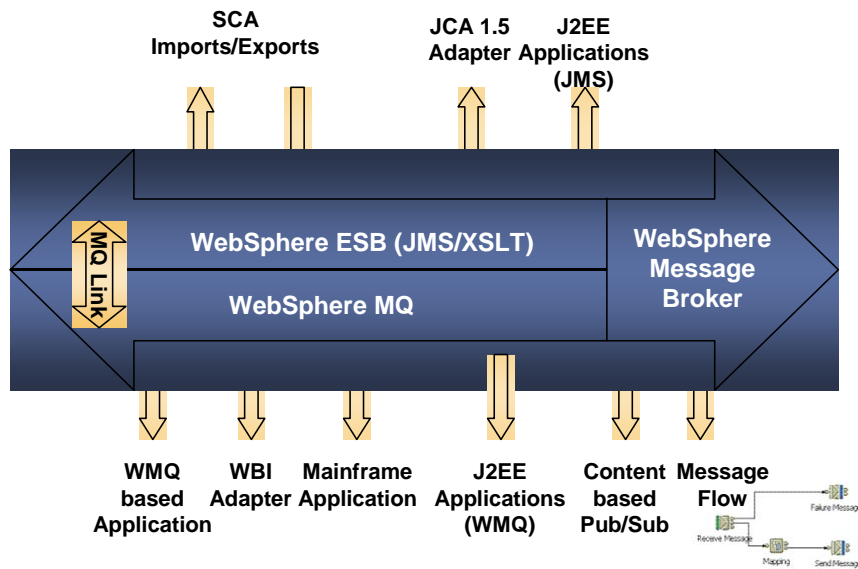 SCA
Imports/Exports
JCA 1.5
Adapter
J2EE
Applications
(JMS)
MQ Link
WebSphere ESB (JMS/XSLT)
WebSphere MQ
WebSphere
Message
Broker
WMQ
based
Application
WBI
Adapter
Mainframe
Application
J2EE
Applications
(WMQ)
Content
based
Pub/Sub
Message
Flow
Failure Message
Receive Message
Mapping
Send Message